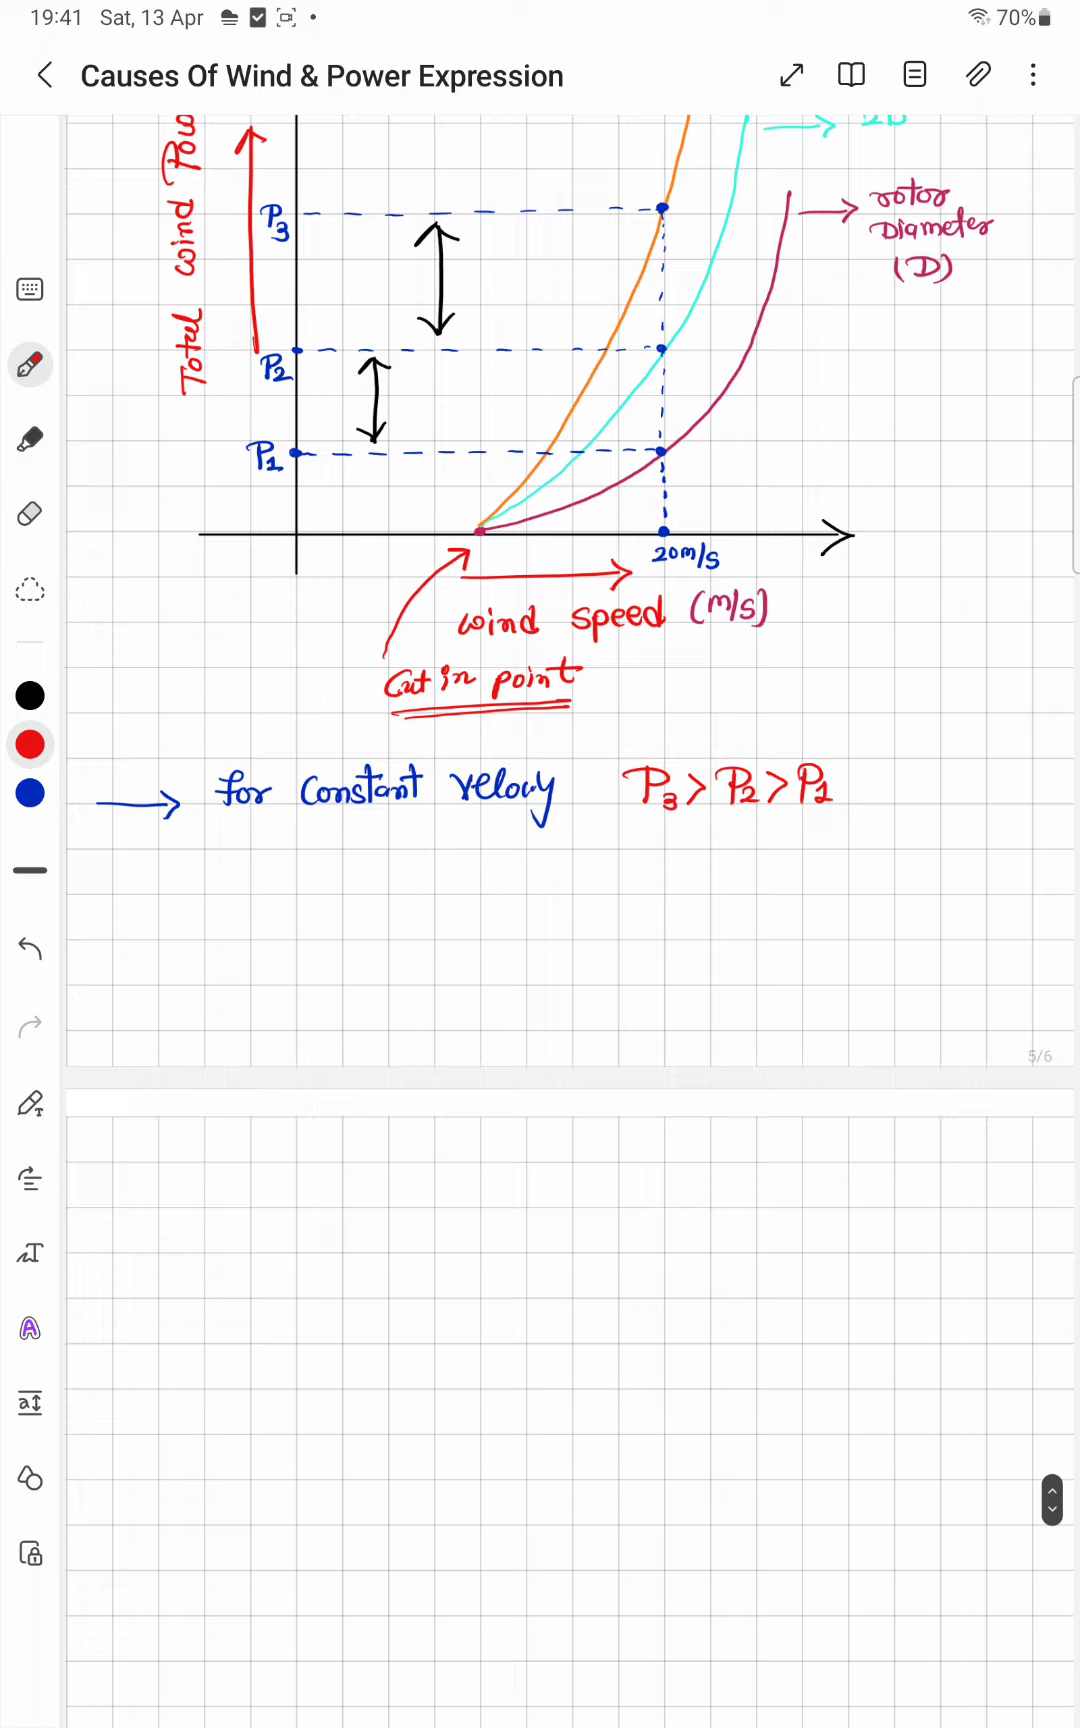 19:41 Sat, 13 Apr 70%
Causes Of Wind & Power Expression
2D
Total wind Pow
P3
rotor
Diameter
(D)
P2
P1
20m/s
wind speed (m/s)
Cut in point
for constant velocity P3 > P2 > P1
5/6